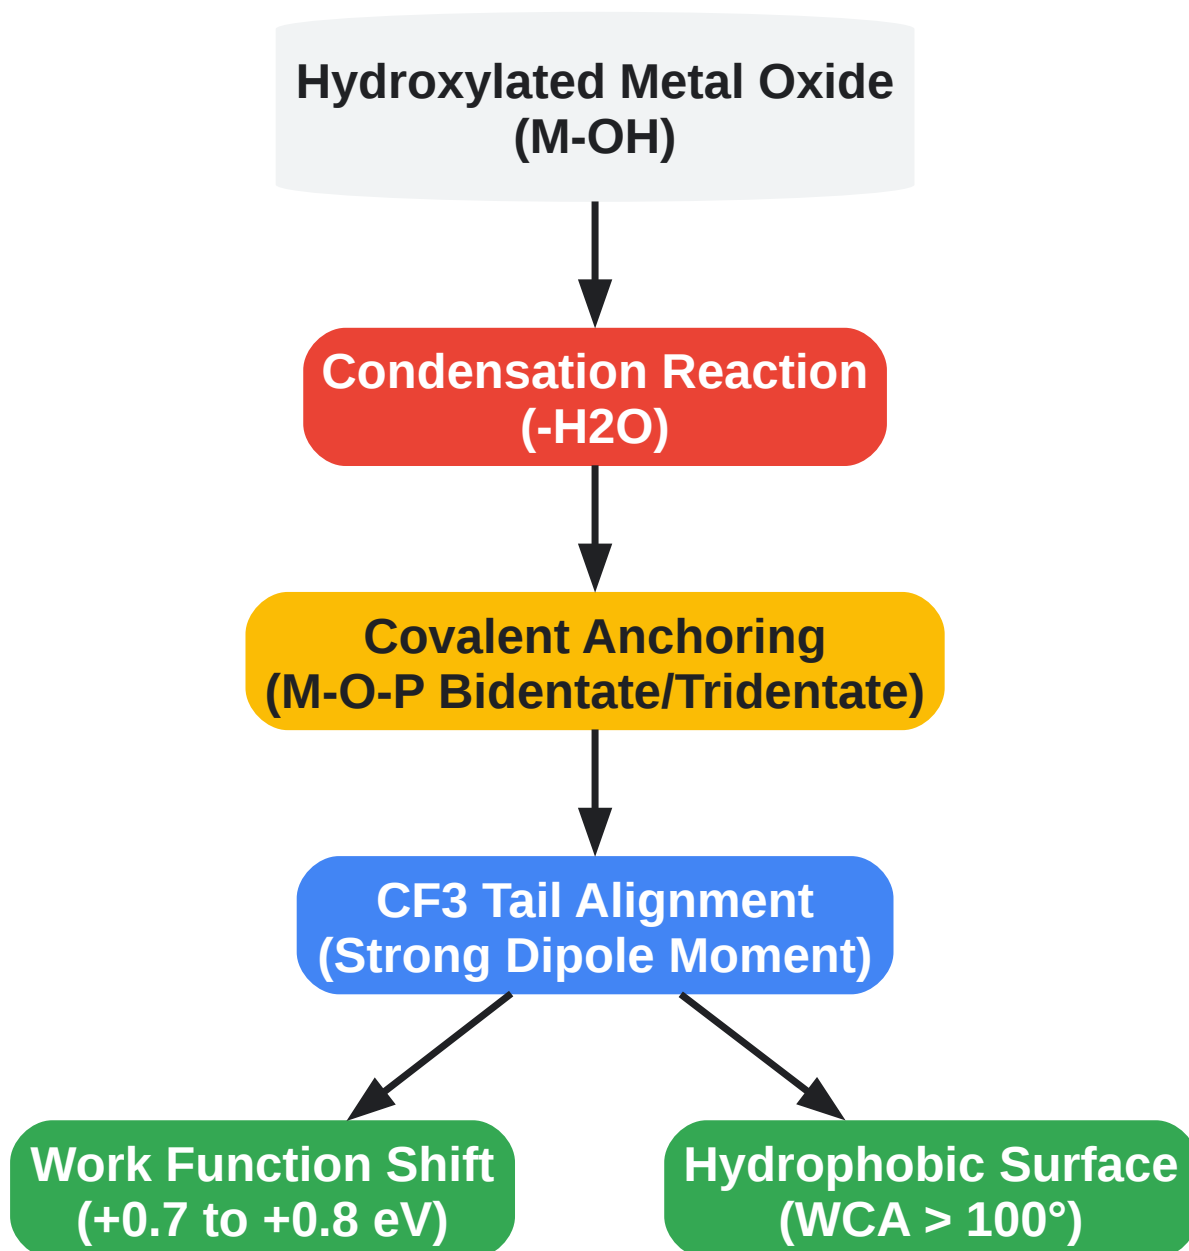 Hydroxylated Metal Oxide
(M-OH)
Condensation Reaction
(-H2O)
Covalent Anchoring
(M-O-P Bidentate/Tridentate)
CF3 Tail Alignment
(Strong Dipole Moment)
Work Function Shift
(+0.7 to +0.8 eV)
Hydrophobic Surface
(WCA > 100°)